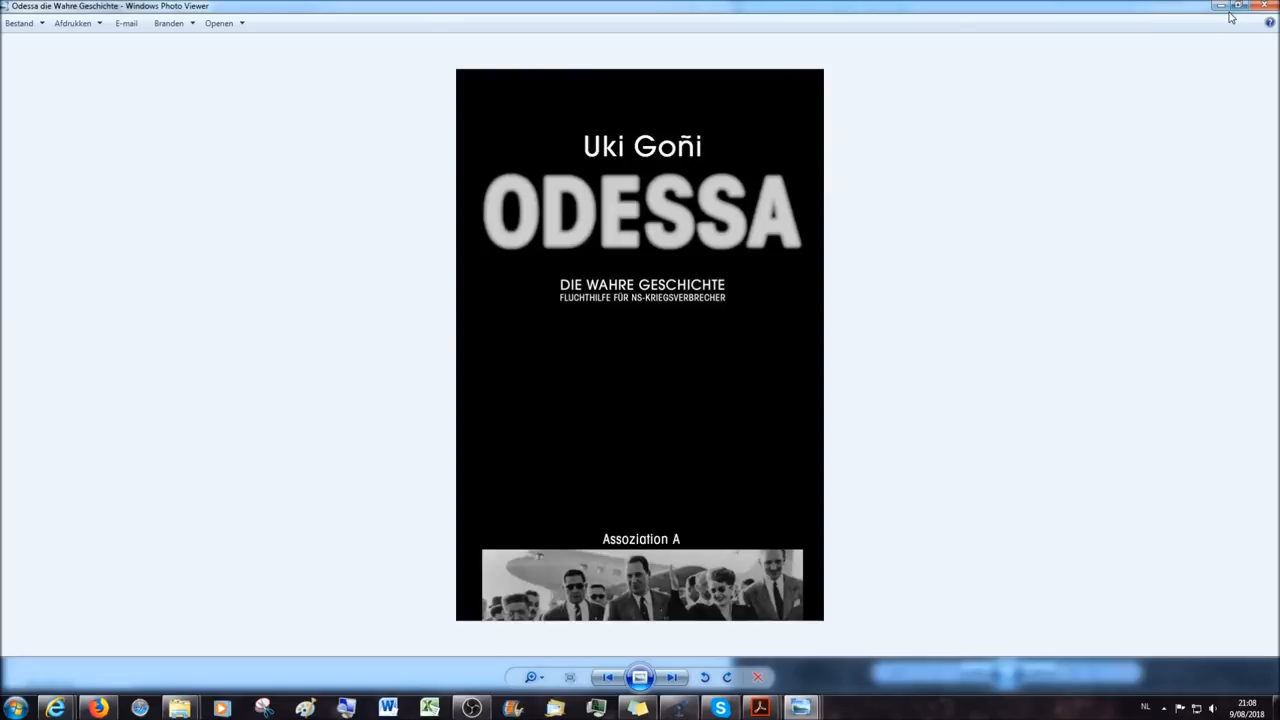 Odessa die Wahre Geschichte - Windows Photo Viewer
Bestand Afdrukken E-mail Branden Openen
Uki Goñi
ODESSA
DIE WAHRE GESCHICHTE
FLUCHTHILFE FÜR NS-KRIEGSVERBRECHER
Assoziation A
NL
21:08
9/08/2018